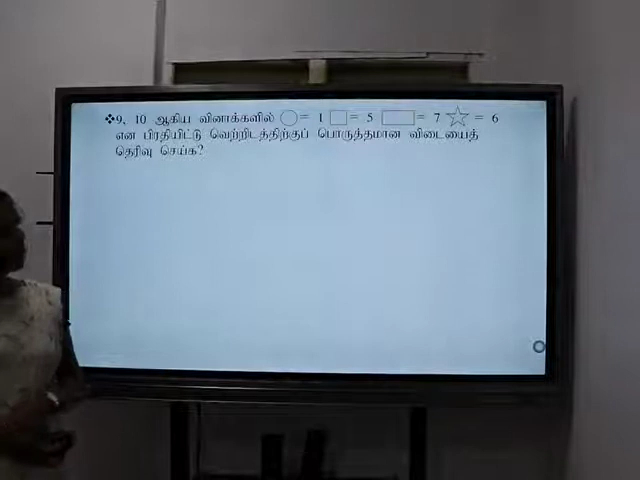 ❖9, 10 ஆகிய வினாக்களில் ○= 1 □= 5 ▭= 7 ☆ = 6
என பிரதியிட்டு வெற்றிடத்திற்குப் பொருத்தமான விடையைத்
தெரிவு செய்க?